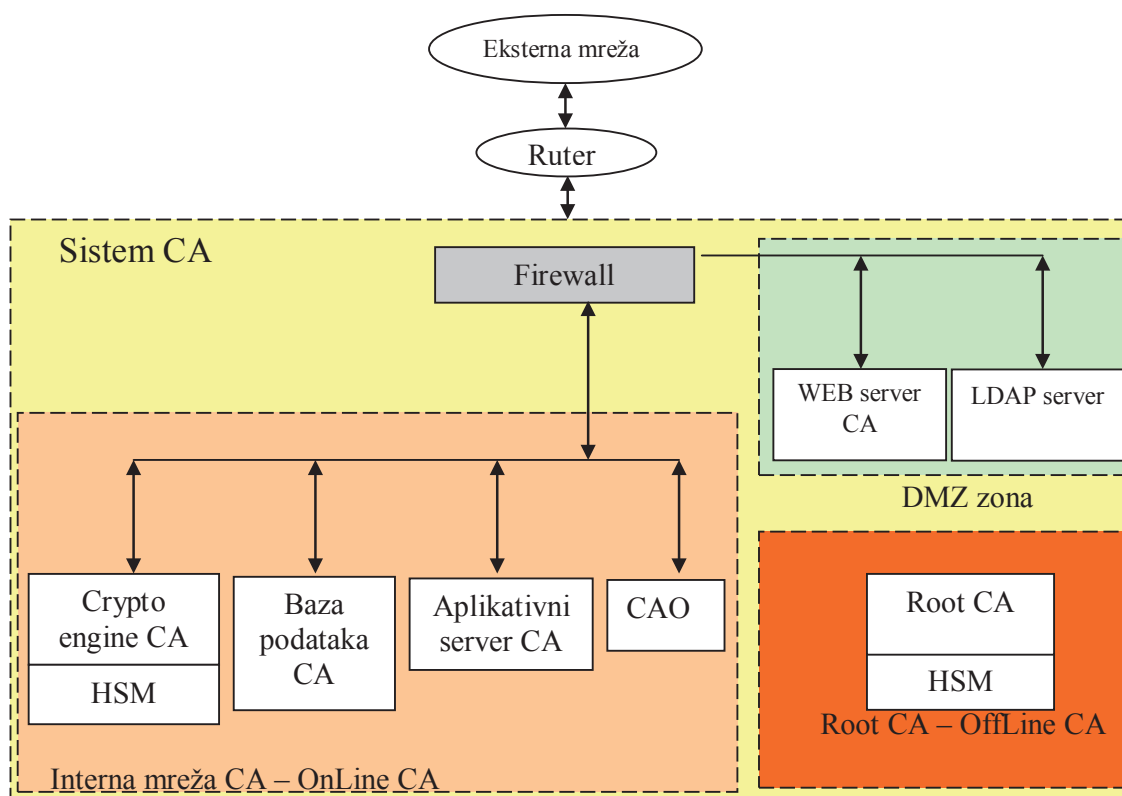 Eksterna mreža
Ruter
Sistem CA
Firewall
WEB server
CA
LDAP server
DMZ zona
Crypto
engine CA
HSM
Baza
podataka
CA
Aplikativni
server CA
CAO
Interna mreža CA – OnLine CA
Root CA
HSM
Root CA – OffLine CA